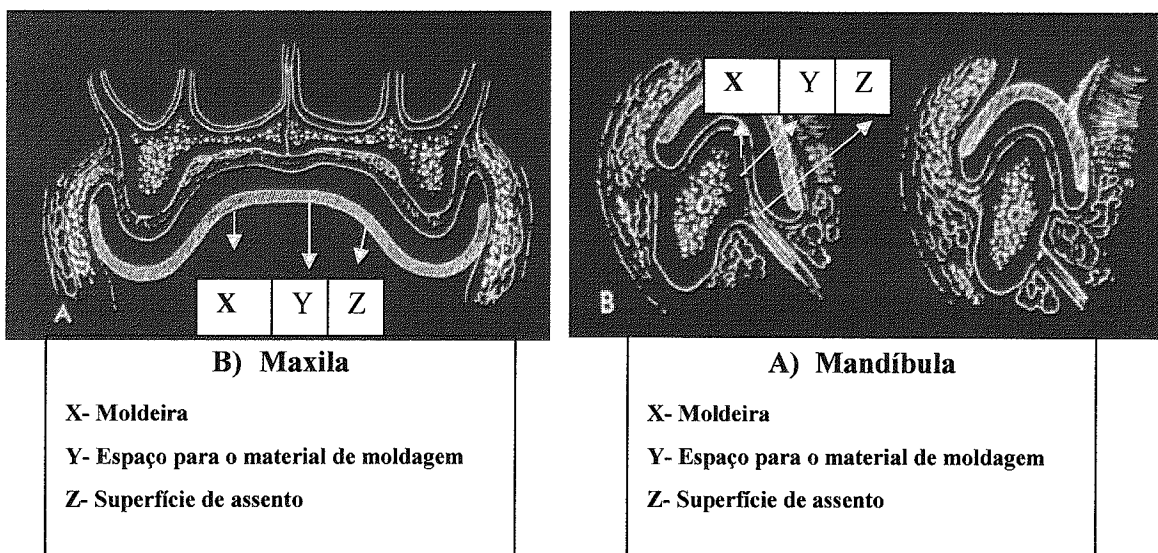 X Y Z
A
X Y Z
B
B) Maxila
X- Moldeira
Y- Espaço para o material de moldagem
Z- Superfície de assento
A) Mandíbula
X- Moldeira
Y- Espaço para o material de moldagem
Z- Superfície de assento